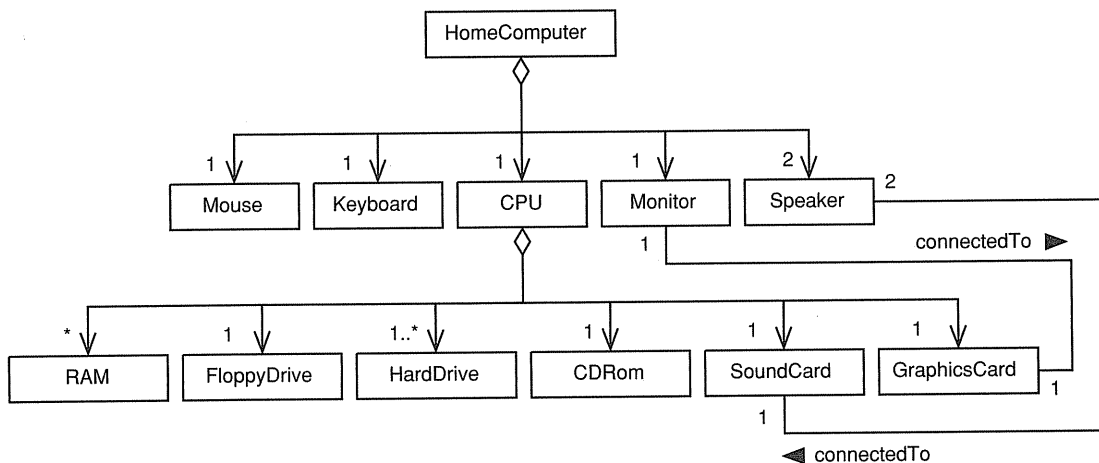 HomeComputer
1 1 1 1 2
Mouse Keyboard CPU Monitor Speaker 2
1 connectedTo
* 1 1..* 1 1 1
RAM FloppyDrive HardDrive CDRom SoundCard GraphicsCard 1
1
connectedTo